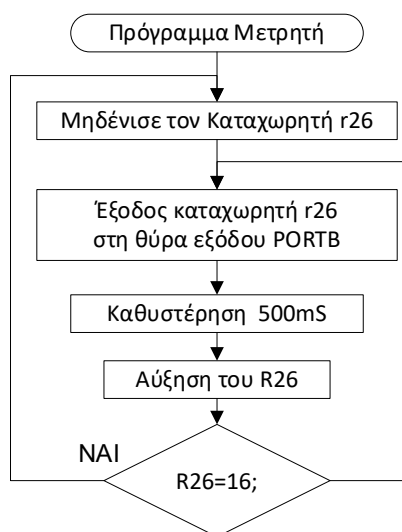 Πρόγραμμα Μετρητή
Μηδένισε τον Καταχωρητή r26
Έξοδος καταχωρητή r26
στη θύρα εξόδου PORTB
Καθυστέρηση 500mS
Αύξηση του R26
ΝΑΙ
R26=16;